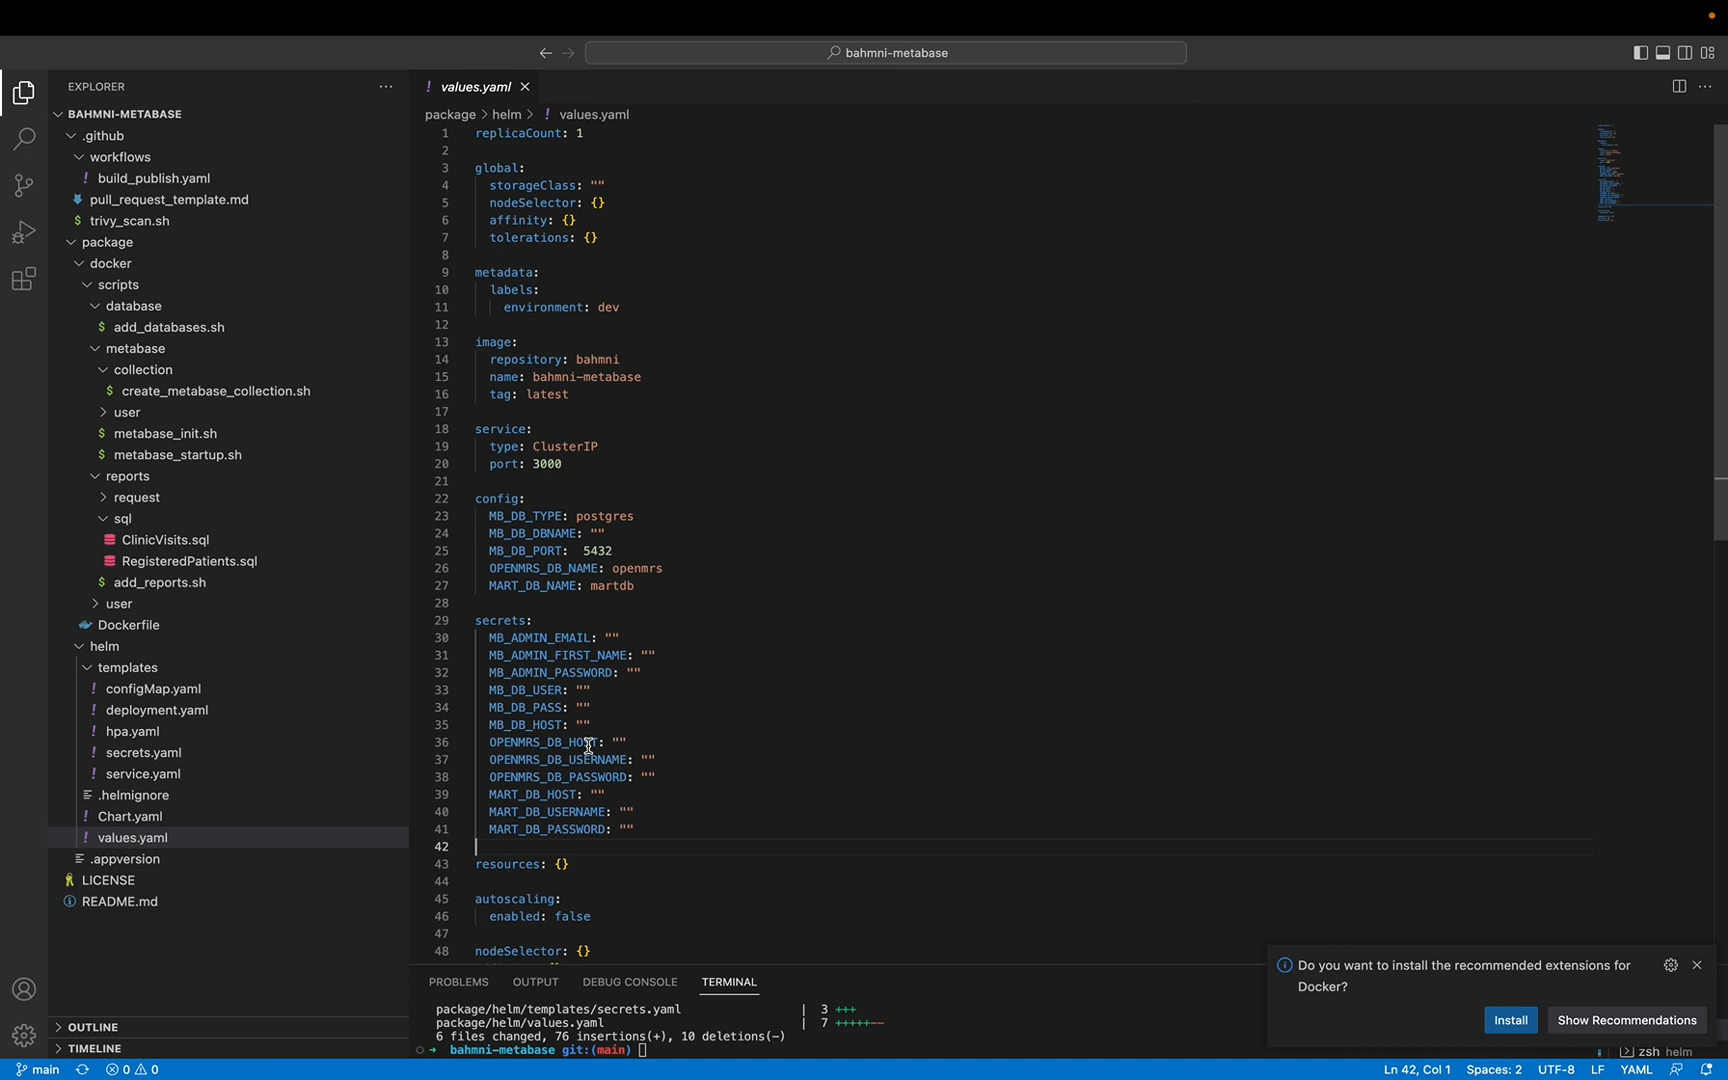 bahmni-metabase
EXPLORER
BAHMNI-METABASE
.github
workflows
build_publish.yaml
pull_request_template.md
trivy_scan.sh
package
docker
scripts
database
add_databases.sh
metabase
collection
create_metabase_collection.sh
user
metabase_init.sh
metabase_startup.sh
reports
request
sql
ClinicVisits.sql
RegisteredPatients.sql
add_reports.sh
user
Dockerfile
helm
templates
configMap.yaml
deployment.yaml
hpa.yaml
secrets.yaml
service.yaml
.helmignore
Chart.yaml
values.yaml
.appversion
LICENSE
README.md
OUTLINE
TIMELINE
values.yaml
package > helm > ! values.yaml
1 replicaCount: 1
2
3 global:
4 storageClass: ""
5 nodeSelector: {}
6 affinity: {}
7 tolerations: {}
8
9 metadata:
10 labels:
11 environment: dev
12
13 image:
14 repository: bahmni
15 name: bahmni-metabase
16 tag: latest
17
18 service:
19 type: ClusterIP
20 port: 3000
21
22 config:
23 MB_DB_TYPE: postgres
24 MB_DB_DBNAME: ""
25 MB_DB_PORT:  5432
26 OPENMRS_DB_NAME: openmrs
27 MART_DB_NAME: martdb
28
29 secrets:
30 MB_ADMIN_EMAIL: ""
31 MB_ADMIN_FIRST_NAME: ""
32 MB_ADMIN_PASSWORD: ""
33 MB_DB_USER: ""
34 MB_DB_PASS: ""
35 MB_DB_HOST: ""
36 OPENMRS_DB_HOST: ""
37 OPENMRS_DB_USERNAME: ""
38 OPENMRS_DB_PASSWORD: ""
39 MART_DB_HOST: ""
40 MART_DB_USERNAME: ""
41 MART_DB_PASSWORD: ""
42
43 resources: {}
44
45 autoscaling:
46 enabled: false
47
48 nodeSelector: {}
PROBLEMS OUTPUT DEBUG CONSOLE TERMINAL
package/helm/templates/secrets.yaml | 3 +++
package/helm/values.yaml | 7 +++++--
6 files changed, 76 insertions(+), 10 deletions(-)
→ bahmni-metabase git:(main)
Do you want to install the recommended extensions for
Docker?
Install Show Recommendations
zsh helm
main 0 0 Ln 42, Col 1 Spaces: 2 UTF-8 LF YAML